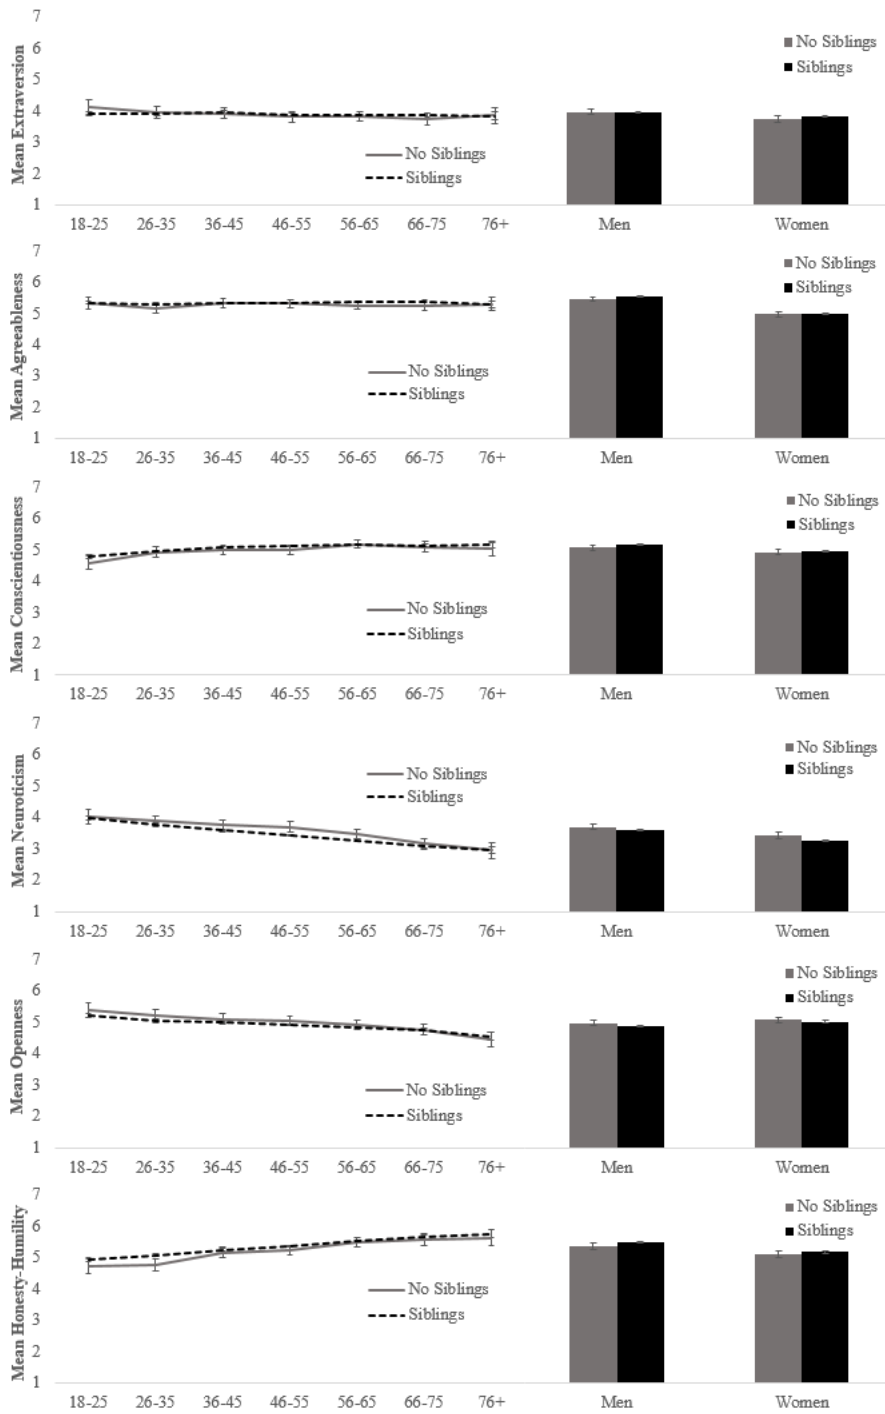 Mean Extraversion
7
6
5
4
3
2
1
No Siblings
Siblings
18-25 26-35 36-45 46-55 56-65 66-75 76+
No Siblings
Siblings
Men Women
Mean Agreeableness
7
6
5
4
3
2
1
No Siblings
Siblings
18-25 26-35 36-45 46-55 56-65 66-75 76+
No Siblings
Siblings
Men Women
Mean Conscientiousness
7
6
5
4
3
2
1
No Siblings
Siblings
18-25 26-35 36-45 46-55 56-65 66-75 76+
No Siblings
Siblings
Men Women
Mean Neuroticism
7
6
5
4
3
2
1
No Siblings
Siblings
18-25 26-35 36-45 46-55 56-65 66-75 76+
No Siblings
Siblings
Men Women
Mean Openness
7
6
5
4
3
2
1
No Siblings
Siblings
18-25 26-35 36-45 46-55 56-65 66-75 76+
No Siblings
Siblings
Men Women
Mean Honesty-Humility
7
6
5
4
3
2
1
No Siblings
Siblings
18-25 26-35 36-45 46-55 56-65 66-75 76+
No Siblings
Siblings
Men Women